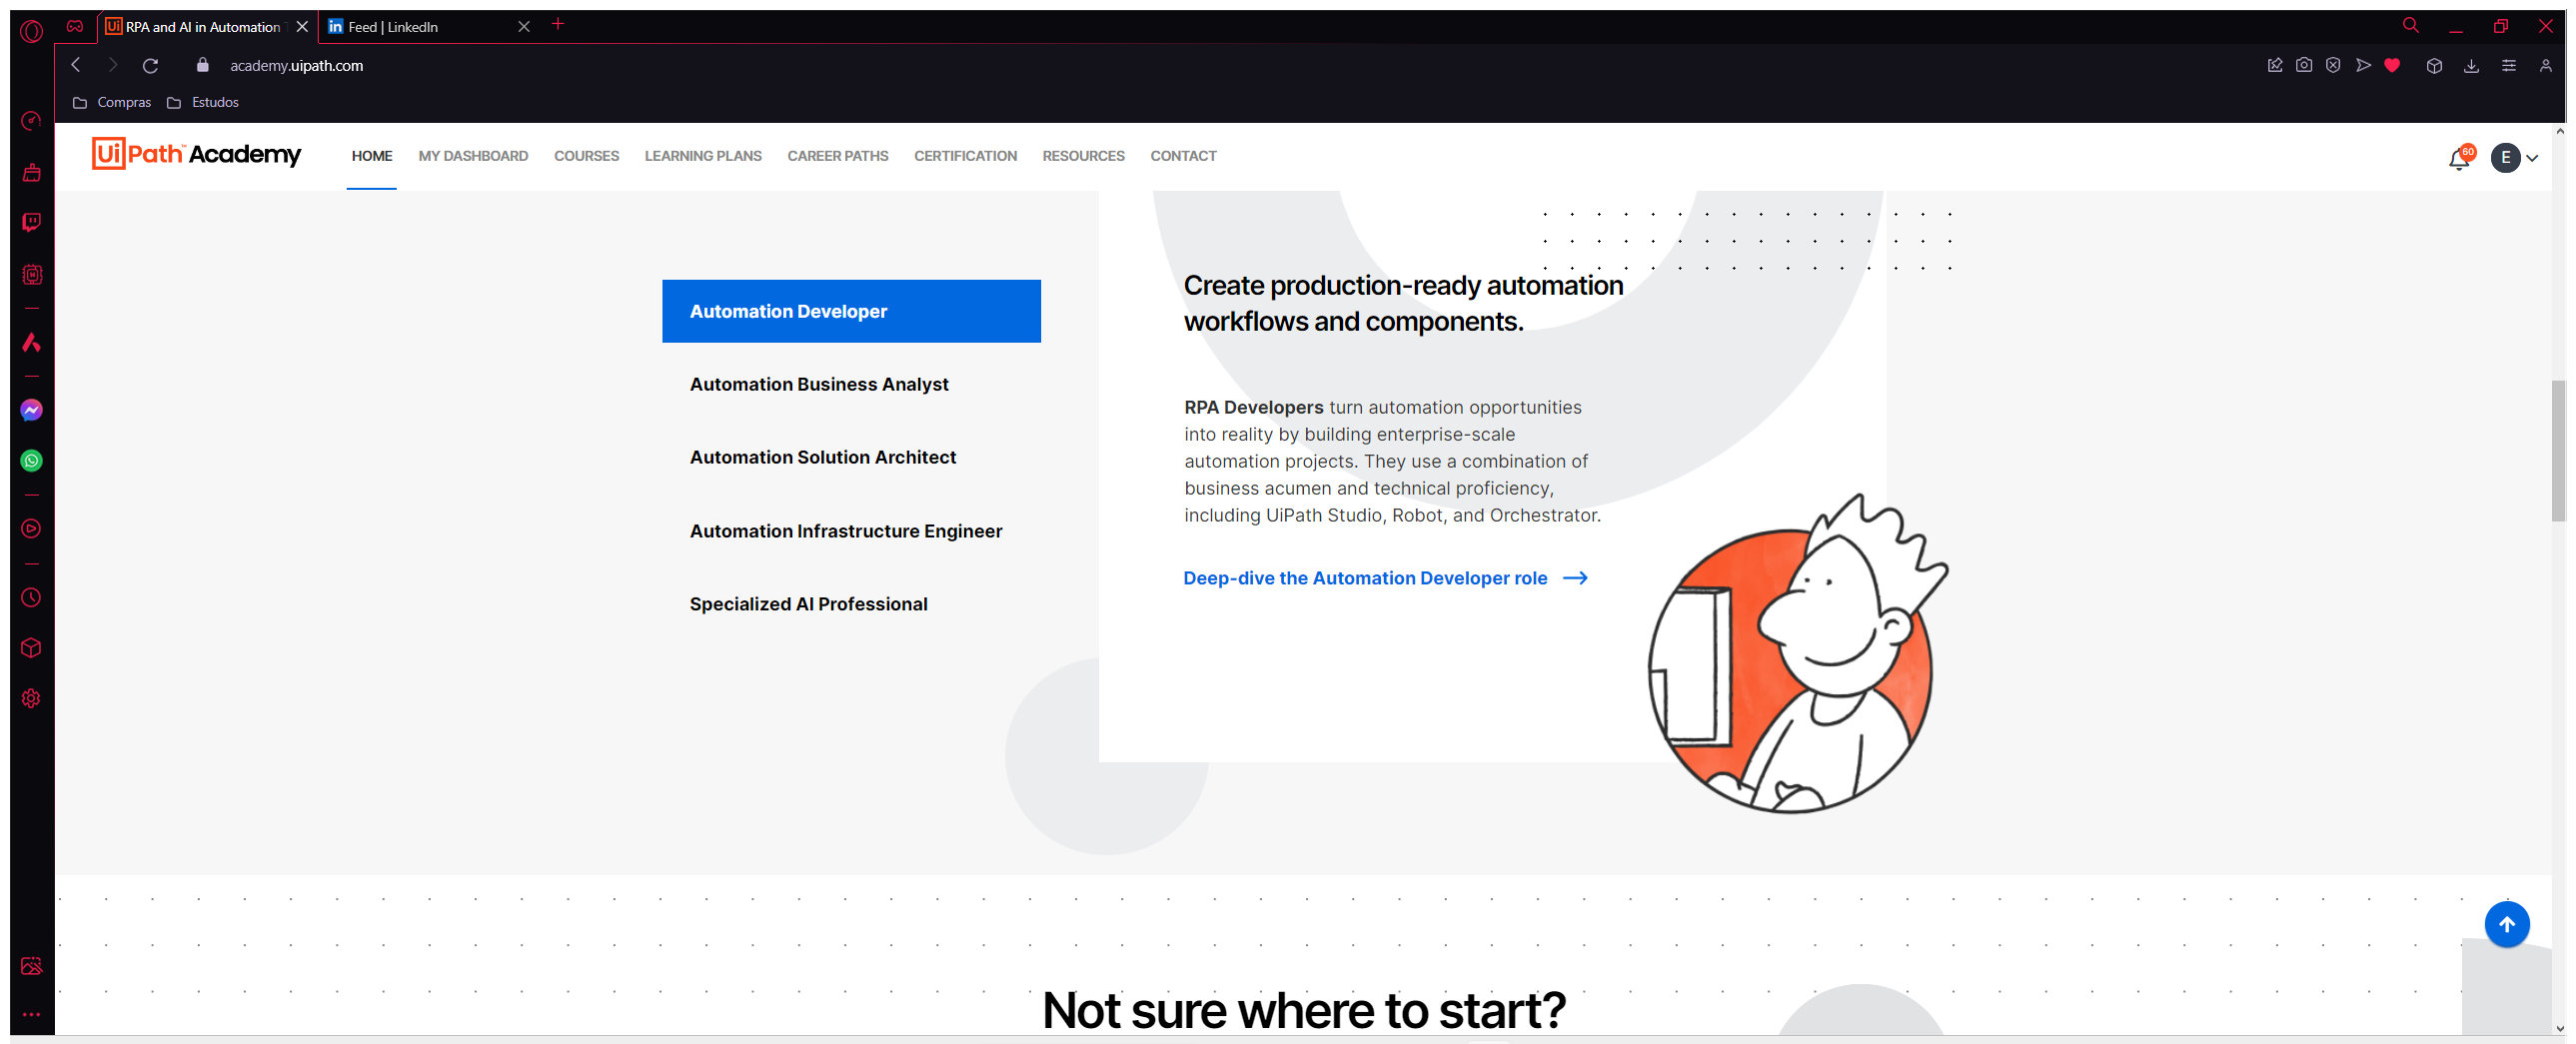 RPA and AI in Automation
Feed | LinkedIn
academy.uipath.com
Compras
Estudos
UiPath Academy
HOME
MY DASHBOARD
COURSES
LEARNING PLANS
CAREER PATHS
CERTIFICATION
RESOURCES
CONTACT
60
E
Automation Developer
Automation Business Analyst
Automation Solution Architect
Automation Infrastructure Engineer
Specialized AI Professional
Create production-ready automation
workflows and components.
RPA Developers turn automation opportunities
into reality by building enterprise-scale
automation projects. They use a combination of
business acumen and technical proficiency,
including UiPath Studio, Robot, and Orchestrator.
Deep-dive the Automation Developer role
Not sure where to start?